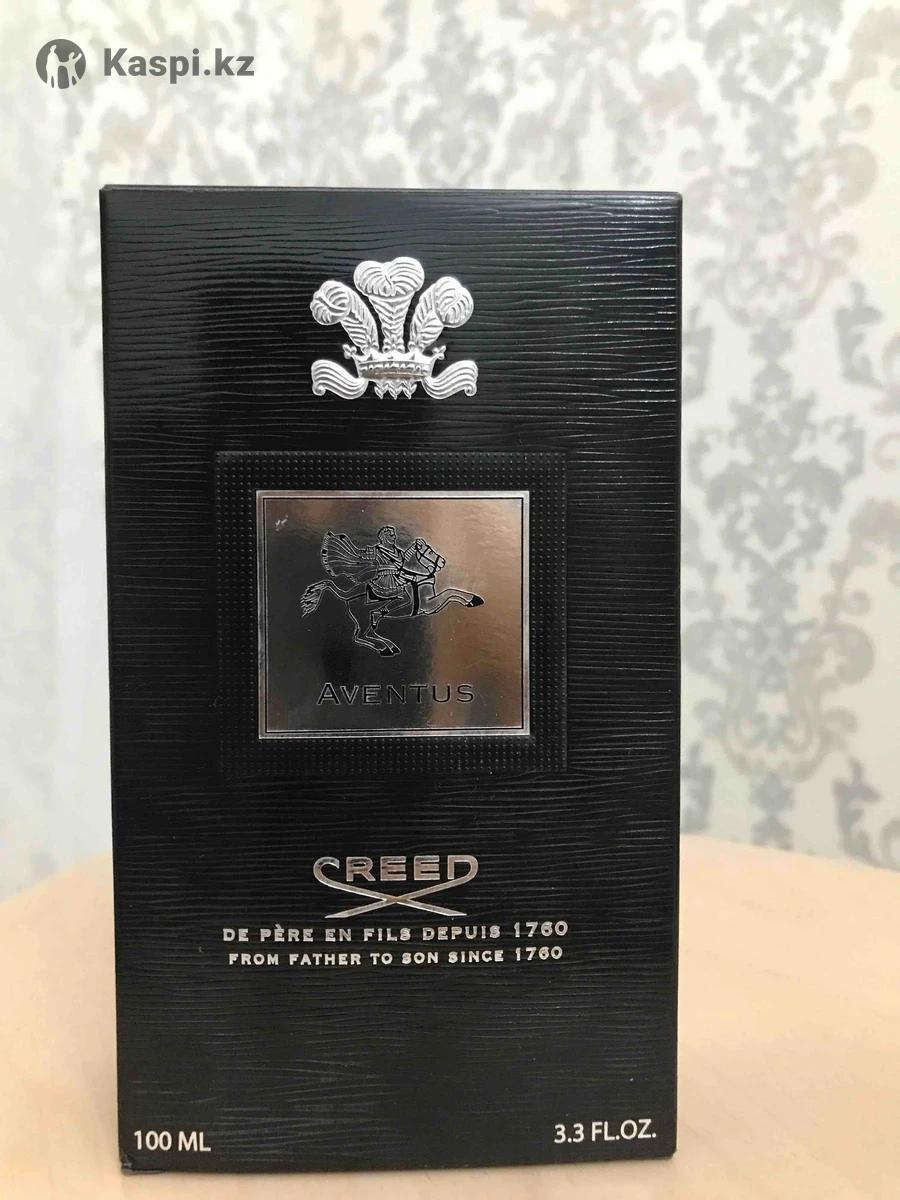 Kaspi.kz
AVENTUS
CREED
DE PÈRE EN FILS DEPUIS 1760
FROM FATHER TO SON SINCE 1760
100 ML
3.3 FL.OZ.